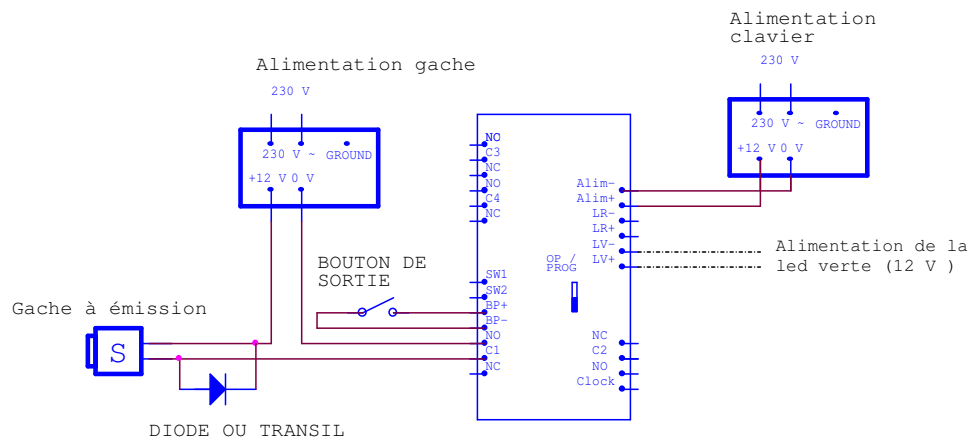 Alimentation
clavier
230 V
Alimentation gache
230 V
230 V ~ GROUND
+12 V 0 V
230 V ~ GROUND
+12 V 0 V
NO
C3
NC
NO
C4
NC
Alim-
Alim+
LR-
LR+
LV-
LV+
OP /
PROG
Alimentation de la
led verte (12 V )
BOUTON DE
SORTIE
SW1
SW2
BP+
BP-
NO
C1
NC
NC
C2
NO
Clock
Gache à émission
S
DIODE OU TRANSIL